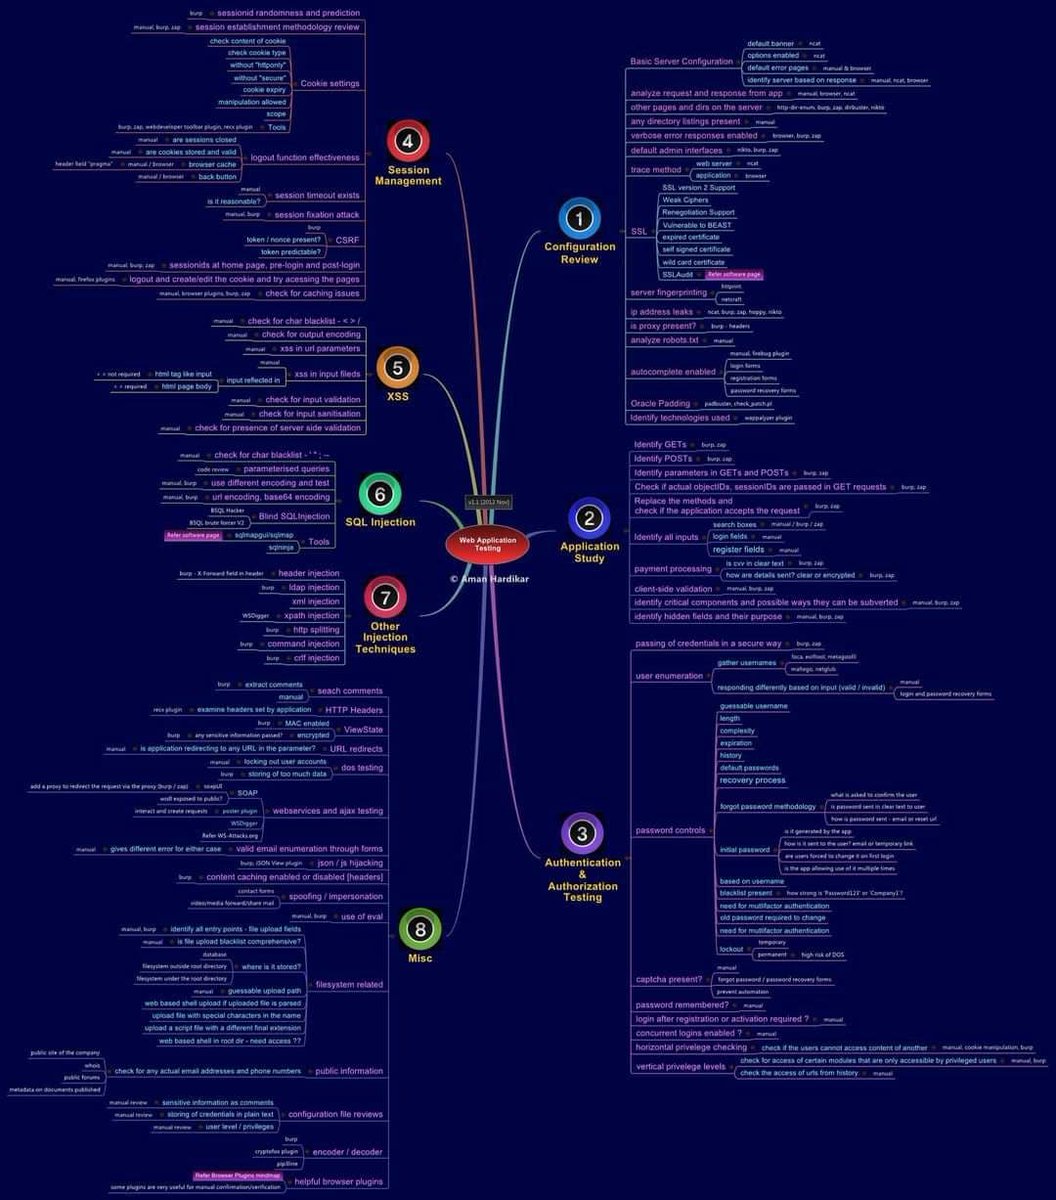 v1.1 (2012 Nov)
Web Application
Testing
© Aman Hardikar
1
Configuration
Review
Basic Server Configuration
default banner
ncat
options enabled
ncat
default error pages
manual & browser
identify server based on response
manual, ncat, browser
analyze request and response from app
manual, browser, ncat
other pages and dirs on the server
http-dir-enum, burp, zap, dirbuster, nikto
any directory listings present
manual
verbose error responses enabled
browser, burp, zap
default admin interfaces
nikto, burp, zap
trace method
web server
ncat
application
browser
SSL
SSL version 2 Support
Weak Ciphers
Renegotiation Support
Vulnerable to BEAST
expired certificate
self signed certificate
wild card certificate
SSLAudit
Refer software page
server fingerprinting
httprint
netcraft
ip address leaks
ncat, burp, zap, hoppy, nikto
is proxy present?
burp - headers
analyze robots.txt
manual
autocomplete enabled
manual, firebug plugin
login forms
registration forms
password recovery forms
Oracle Padding
padbuster, check_patch.pl
Identify technologies used
wappalyzer plugin
2
Application
Study
Identify GETs
burp, zap
Identify POSTs
burp, zap
Identify parameters in GETs and POSTs
burp, zap
Check if actual objectIDs, sessionIDs are passed in GET requests
burp, zap
Replace the methods and
check if the application accepts the request
burp, zap
Identify all inputs
search boxes
manual / burp / zap
login fields
manual
register fields
manual
payment processing
is cvv in clear text
burp, zap
how are details sent? clear or encrypted
burp, zap
client-side validation
manual, burp, zap
identify critical components and possible ways they can be subverted
manual, burp, zap
identify hidden fields and their purpose
manual, burp, zap
3
Authentication
&
Authorization
Testing
passing of credentials in a secure way
burp, zap
user enumeration
gather usernames
foca, exiftool, metagoofil
maltego, netglub
responding differently based on input (valid / invalid)
manual
login and password recovery forms
password controls
guessable username
length
complexity
expiration
history
default passwords
recovery process
forgot password methodology
what is asked to confirm the user
is password sent in clear text to user
how is password sent - email or reset url
initial password
is it generated by the app
how is it sent to the user? email or temporary link
are users forced to change it on first login
is the app allowing use of it multiple times
based on username
blacklist present
how strong is 'Password123' or 'Company1'?
need for multifactor authentication
old password required to change
need for multifactor authentication
lockout
temporary
permanent
high risk of DOS
captcha present?
manual
forgot password / password recovery forms
prevent automation
password remembered?
manual
login after registration or activation required ?
manual
concurrent logins enabled ?
manual
horizontal privelege checking
check if the users cannot access content of another
manual, cookie manipulation, burp
vertical privelege levels
check for access of certain modules that are only accessible by privileged users
manual, burp
check the access of urls from history
manual
4
Session
Management
sessionid randomness and prediction
burp
session establishment methodology review
manual, burp, zap
Cookie settings
check content of cookie
check cookie type
without "httponly"
without "secure"
cookie expiry
manipulation allowed
scope
Tools
burp, zap, webdeveloper toolbar plugin, recx plugin
logout function effectiveness
are sessions closed
manual
are cookies stored and valid
manual
browser cache
manual / browser
header field "pragma"
back button
manual / browser
session timeout exists
manual
is it reasonable?
session fixation attack
manual, burp
CSRF
burp
token / nonce present?
token predictable?
sessionids at home page, pre-login and post-login
manual, burp, zap
logout and create/edit the cookie and try acessing the pages
manual, firefox plugins
check for caching issues
manual, browser plugins, burp, zap
5
XSS
check for char blacklist - < > /
manual
check for output encoding
manual
xss in url parameters
manual
xss in input fileds
manual
input reflected in
html tag like input
< > not required
html page body
< > required
check for input validation
manual
check for input sanitisation
manual
check for presence of server side validation
manual
6
SQL Injection
check for char blacklist - ' " ; --
manual
parameterised queries
code review
use different encoding and test
manual, burp
url encoding, base64 encoding
manual, burp
Blind SQLInjection
BSQL Hacker
BSQL brute forcer V2
Tools
sqlmapgui/sqlmap
Refer software page
sqlninja
7
Other
Injection
Techniques
header injection
burp - X-Forward field in header
ldap injection
burp
xml injection
xpath injection
WSDigger
http splitting
burp
command injection
burp
crlf injection
burp
8
Misc
seach comments
extract comments
burp
manual
HTTP Headers
examine headers set by application
recx plugin
ViewState
MAC enabled
burp
encrypted
any sensitive information passed?
burp
URL redirects
is application redirecting to any URL in the parameter?
manual
dos testing
locking out user accounts
manual
storing of too much data
burp
webservices and ajax testing
SOAP
soapUI
add a proxy to redirect the request via the proxy (burp / zap)
wsdl exposed to public?
poster plugin
interact and create requests
WSDigger
Refer WS-Attacks.org
valid email enumeration through forms
gives different error for either case
manual
json / js hijacking
burp, JSON View plugin
content caching enabled or disabled [headers]
burp
spoofing / impersonation
contact forms
video/media forward/share mail
use of eval
manual, burp
filesystem related
identify all entry points - file upload fields
manual, burp
is file upload blacklist comprehensive?
manual
where is it stored?
database
filesystem outside root directory
filesystem under the root directory
guessable upload path
manual
web based shell upload if uploaded file is parsed
upload file with special characters in the name
upload a script file with a different final extension
web based shell in root dir - need access ??
public information
check for any actual email addresses and phone numbers
public site of the company
whois
public forums
metadata on documents published
configuration file reviews
sensitive information as comments
manual review
storing of credentials in plain text
manual review
user level / privileges
manual review
encoder / decoder
burp
cryptofox plugin
helpful browser plugins
Refer Browser Plugins mindmap
some plugins are very useful for manual confirmation/verification